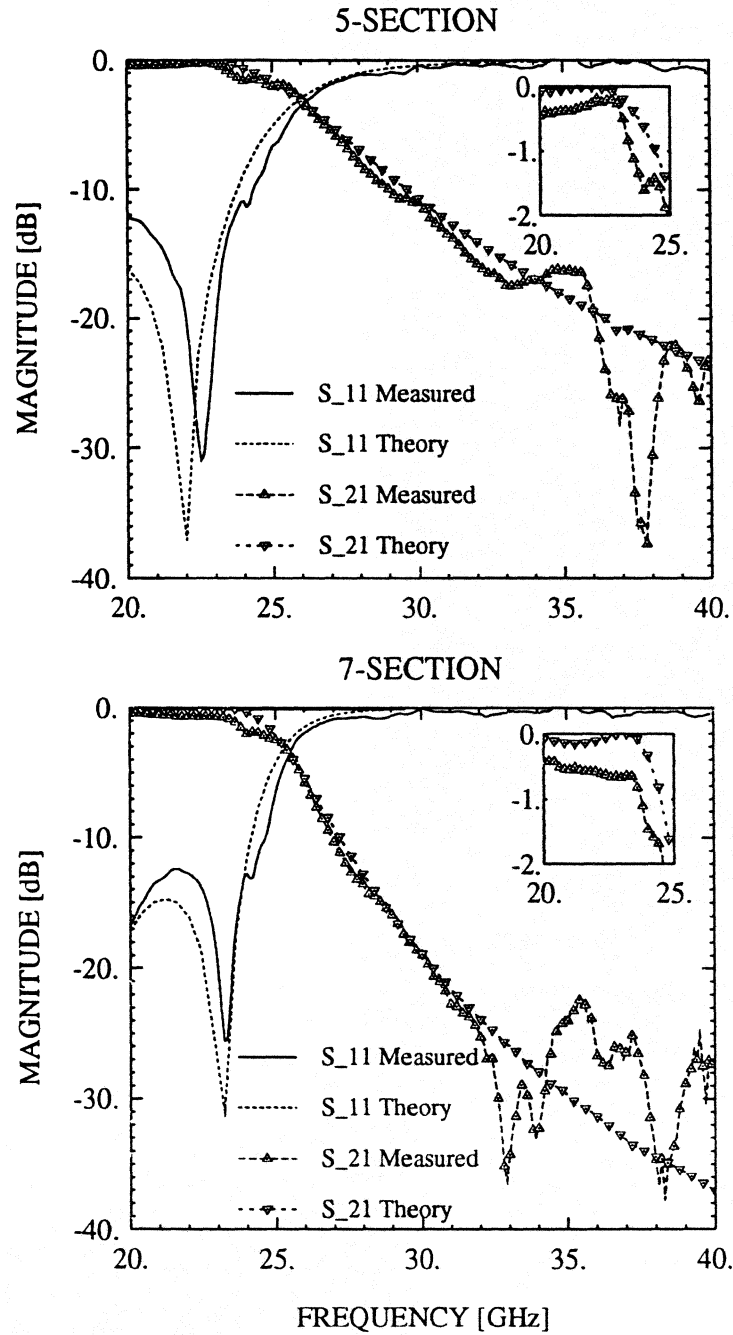 5-SECTION
0.
-10.
-20.
-30.
-40.
MAGNITUDE [dB]
20.
25.
30.
35.
40.
0.
-1.
-2.
20.
25.
S_11 Measured
S_11 Theory
S_21 Measured
S_21 Theory
7-SECTION
0.
-10.
-20.
-30.
-40.
MAGNITUDE [dB]
20.
25.
30.
35.
40.
0.
-1.
-2.
20.
25.
S_11 Measured
S_11 Theory
S_21 Measured
S_21 Theory
FREQUENCY [GHz]